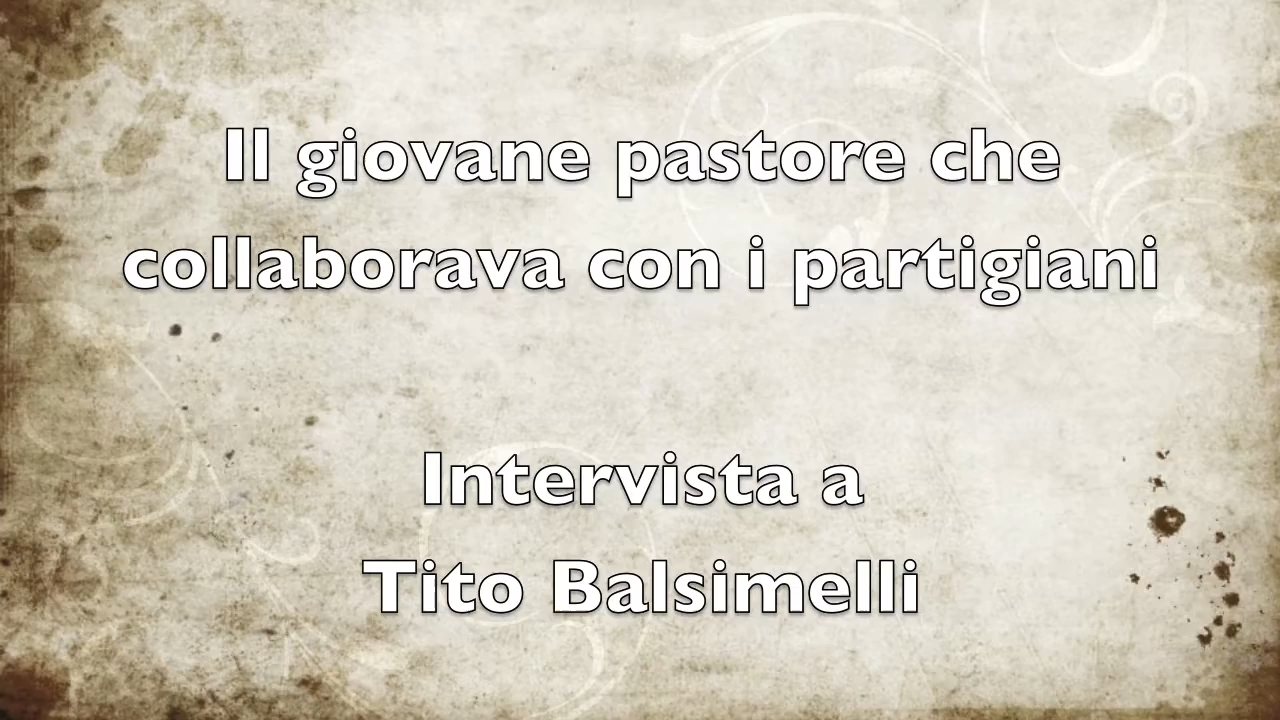 Il giovane pastore che
collaborava con i partigiani
Intervista a
Tito Balsimelli